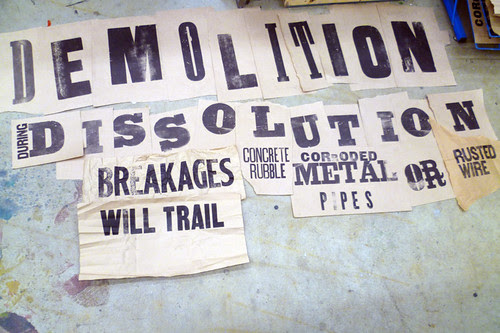 DEMOLITION
DURING DISSOLUTION
BREAKAGES
WILL TRAIL
CONCRETE
RUBBLE
CORRODED
METAL OR
PIPES
RUSTED
WIRE